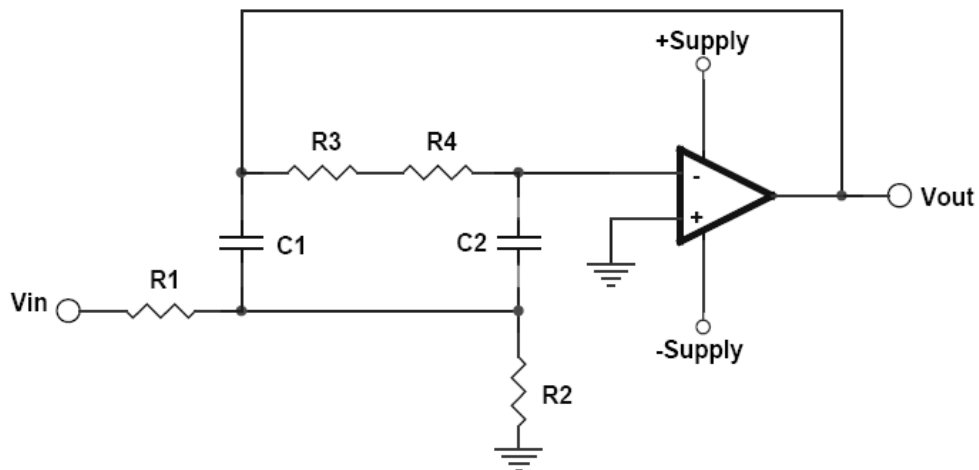 +Supply
R3
R4
-
+
Vout
C1
C2
R1
Vin
-Supply
R2